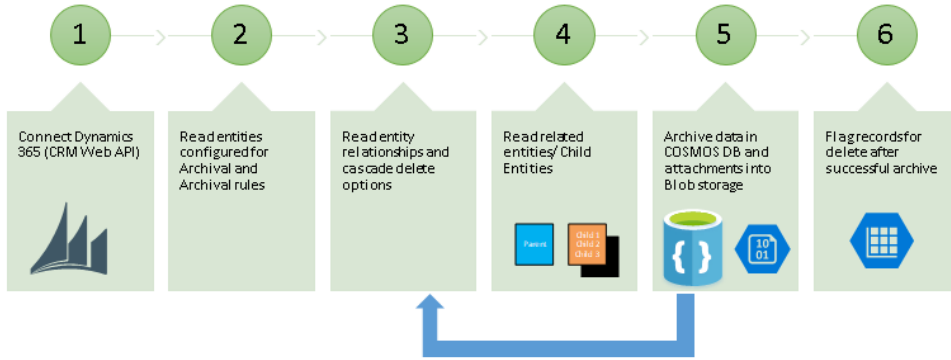 1
2
3
4
5
6
Connect Dynamics
365 (CRM Web API)
Read entities
configured for
Archival and
Archival rules
Read entity
relationships and
cascade delete
options
Read related
entities/ Child
Entities
Parent
Child 1
Child 2
Child 3
Archive data in
COSMOS DB and
attachments into
Blob storage
{ }
10
01
Flag records for
delete after
successful archive